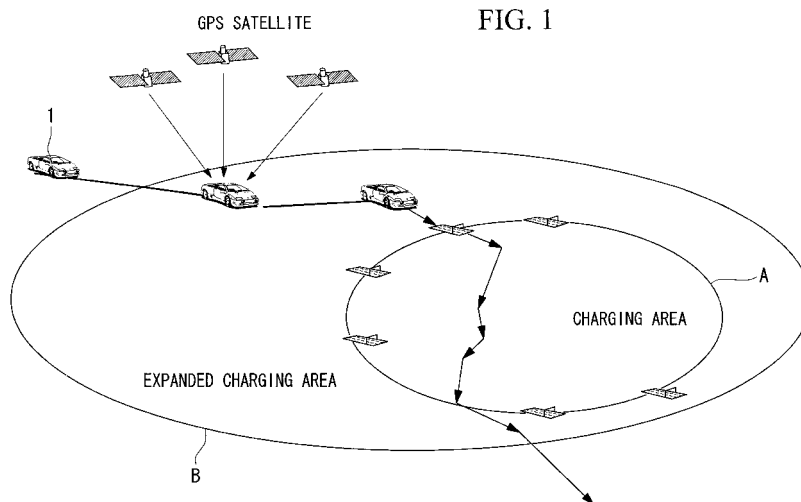 FIG. 1
GPS SATELLITE
1
A
CHARGING AREA
EXPANDED CHARGING AREA
B